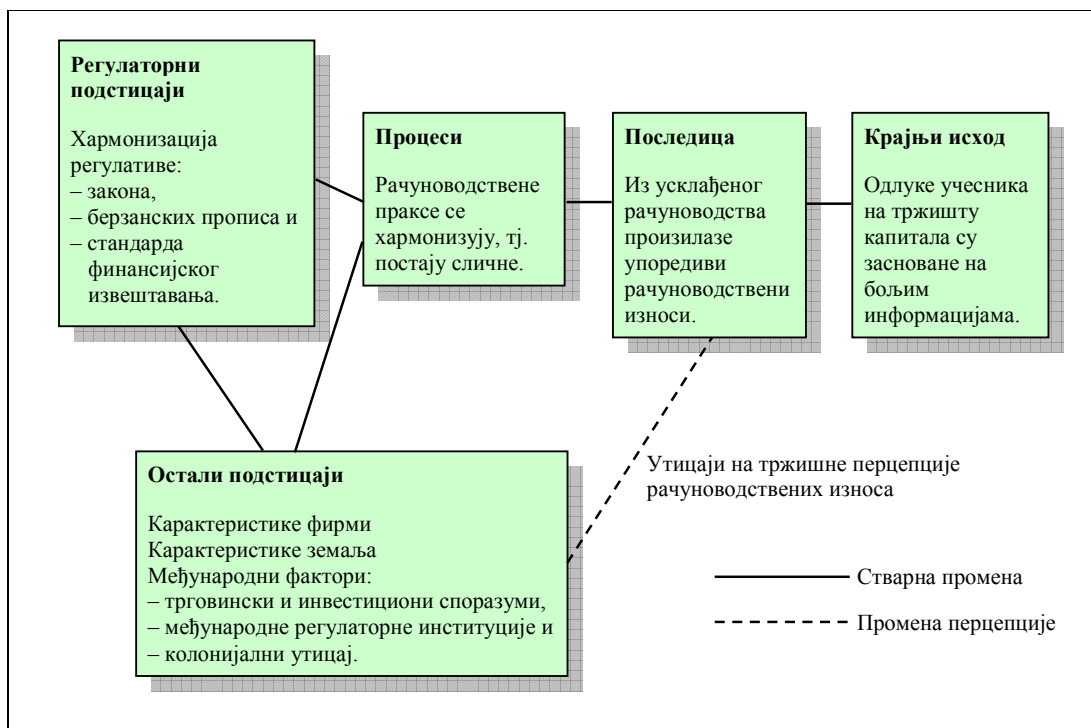 Регулаторни
подстицаји
Хармонизација
регулативе:
– закона,
– берзанских прописа и
– стандарда
финансијског
извештавања.
Процеси
Рачуноводствене
праксе се
хармонизују, тј.
постају сличне.
Последица
Из усклађеног
рачуноводства
произилазе
упоредиви
рачуноводствени
износи.
Крајњи исход
Одлуке учесника
на тржишту
капитала су
засноване на
бољим
информацијама.
Остали подстицаји
Карактеристике фирми
Карактеристике земаља
Међународни фактори:
– трговински и инвестициони споразуми,
– међународне регулаторне институције и
– колонијални утицај.
Утицаји на тржишне перцепције
рачуноводствених износа
Стварна промена
Промена перцепције